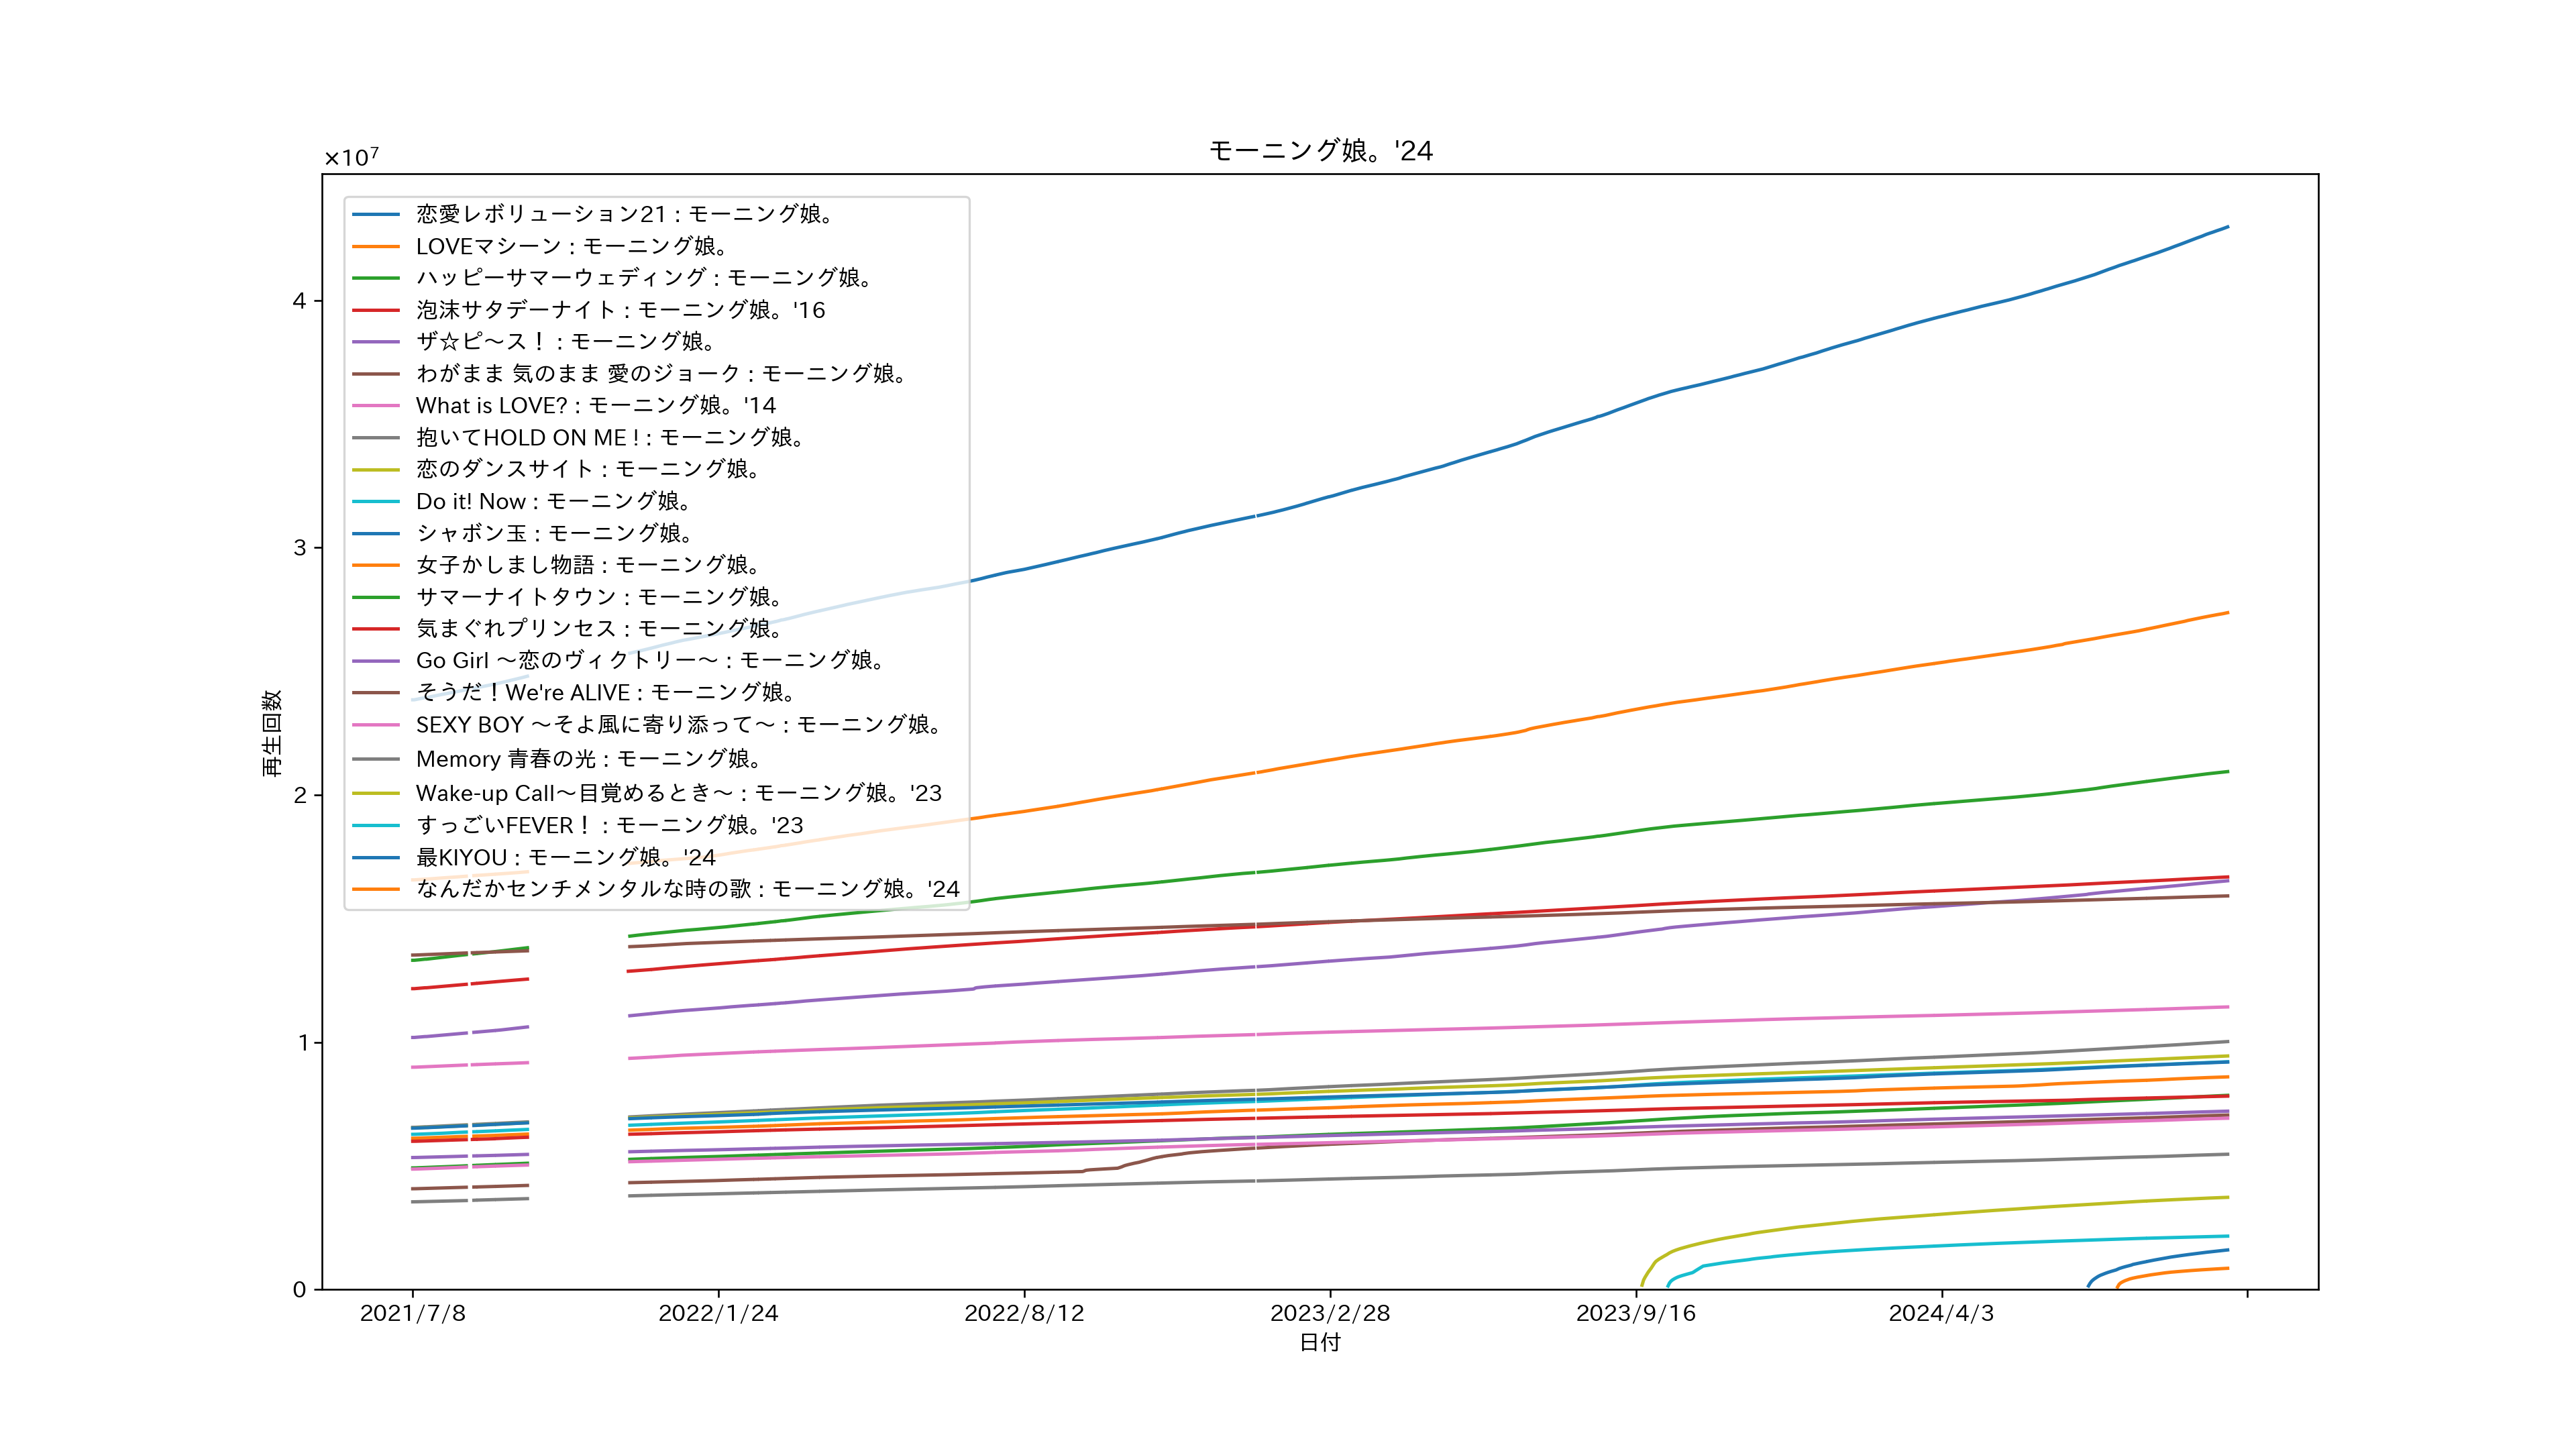 モーニング娘。'24
×10⁷
恋愛レボリューション21 : モーニング娘。
LOVEマシーン : モーニング娘。
ハッピーサマーウェディング : モーニング娘。
泡沫サタデーナイト : モーニング娘。'16
ザ☆ピ～ス！ : モーニング娘。
わがまま 気のまま 愛のジョーク : モーニング娘。
What is LOVE? : モーニング娘。'14
抱いてHOLD ON ME ! : モーニング娘。
恋のダンスサイト : モーニング娘。
Do it! Now : モーニング娘。
シャボン玉 : モーニング娘。
女子かしまし物語 : モーニング娘。
サマーナイトタウン : モーニング娘。
気まぐれプリンセス : モーニング娘。
Go Girl ～恋のヴィクトリー～ : モーニング娘。
そうだ！We're ALIVE : モーニング娘。
SEXY BOY ～そよ風に寄り添って～ : モーニング娘。
Memory 青春の光 : モーニング娘。
Wake-up Call～目覚めるとき～ : モーニング娘。'23
すっごいFEVER！ : モーニング娘。'23
最KIYOU : モーニング娘。'24
なんだかセンチメンタルな時の歌 : モーニング娘。'24
4
3
2
1
0
再生回数
2021/7/8 2022/1/24 2022/8/12 2023/2/28 2023/9/16 2024/4/3
日付